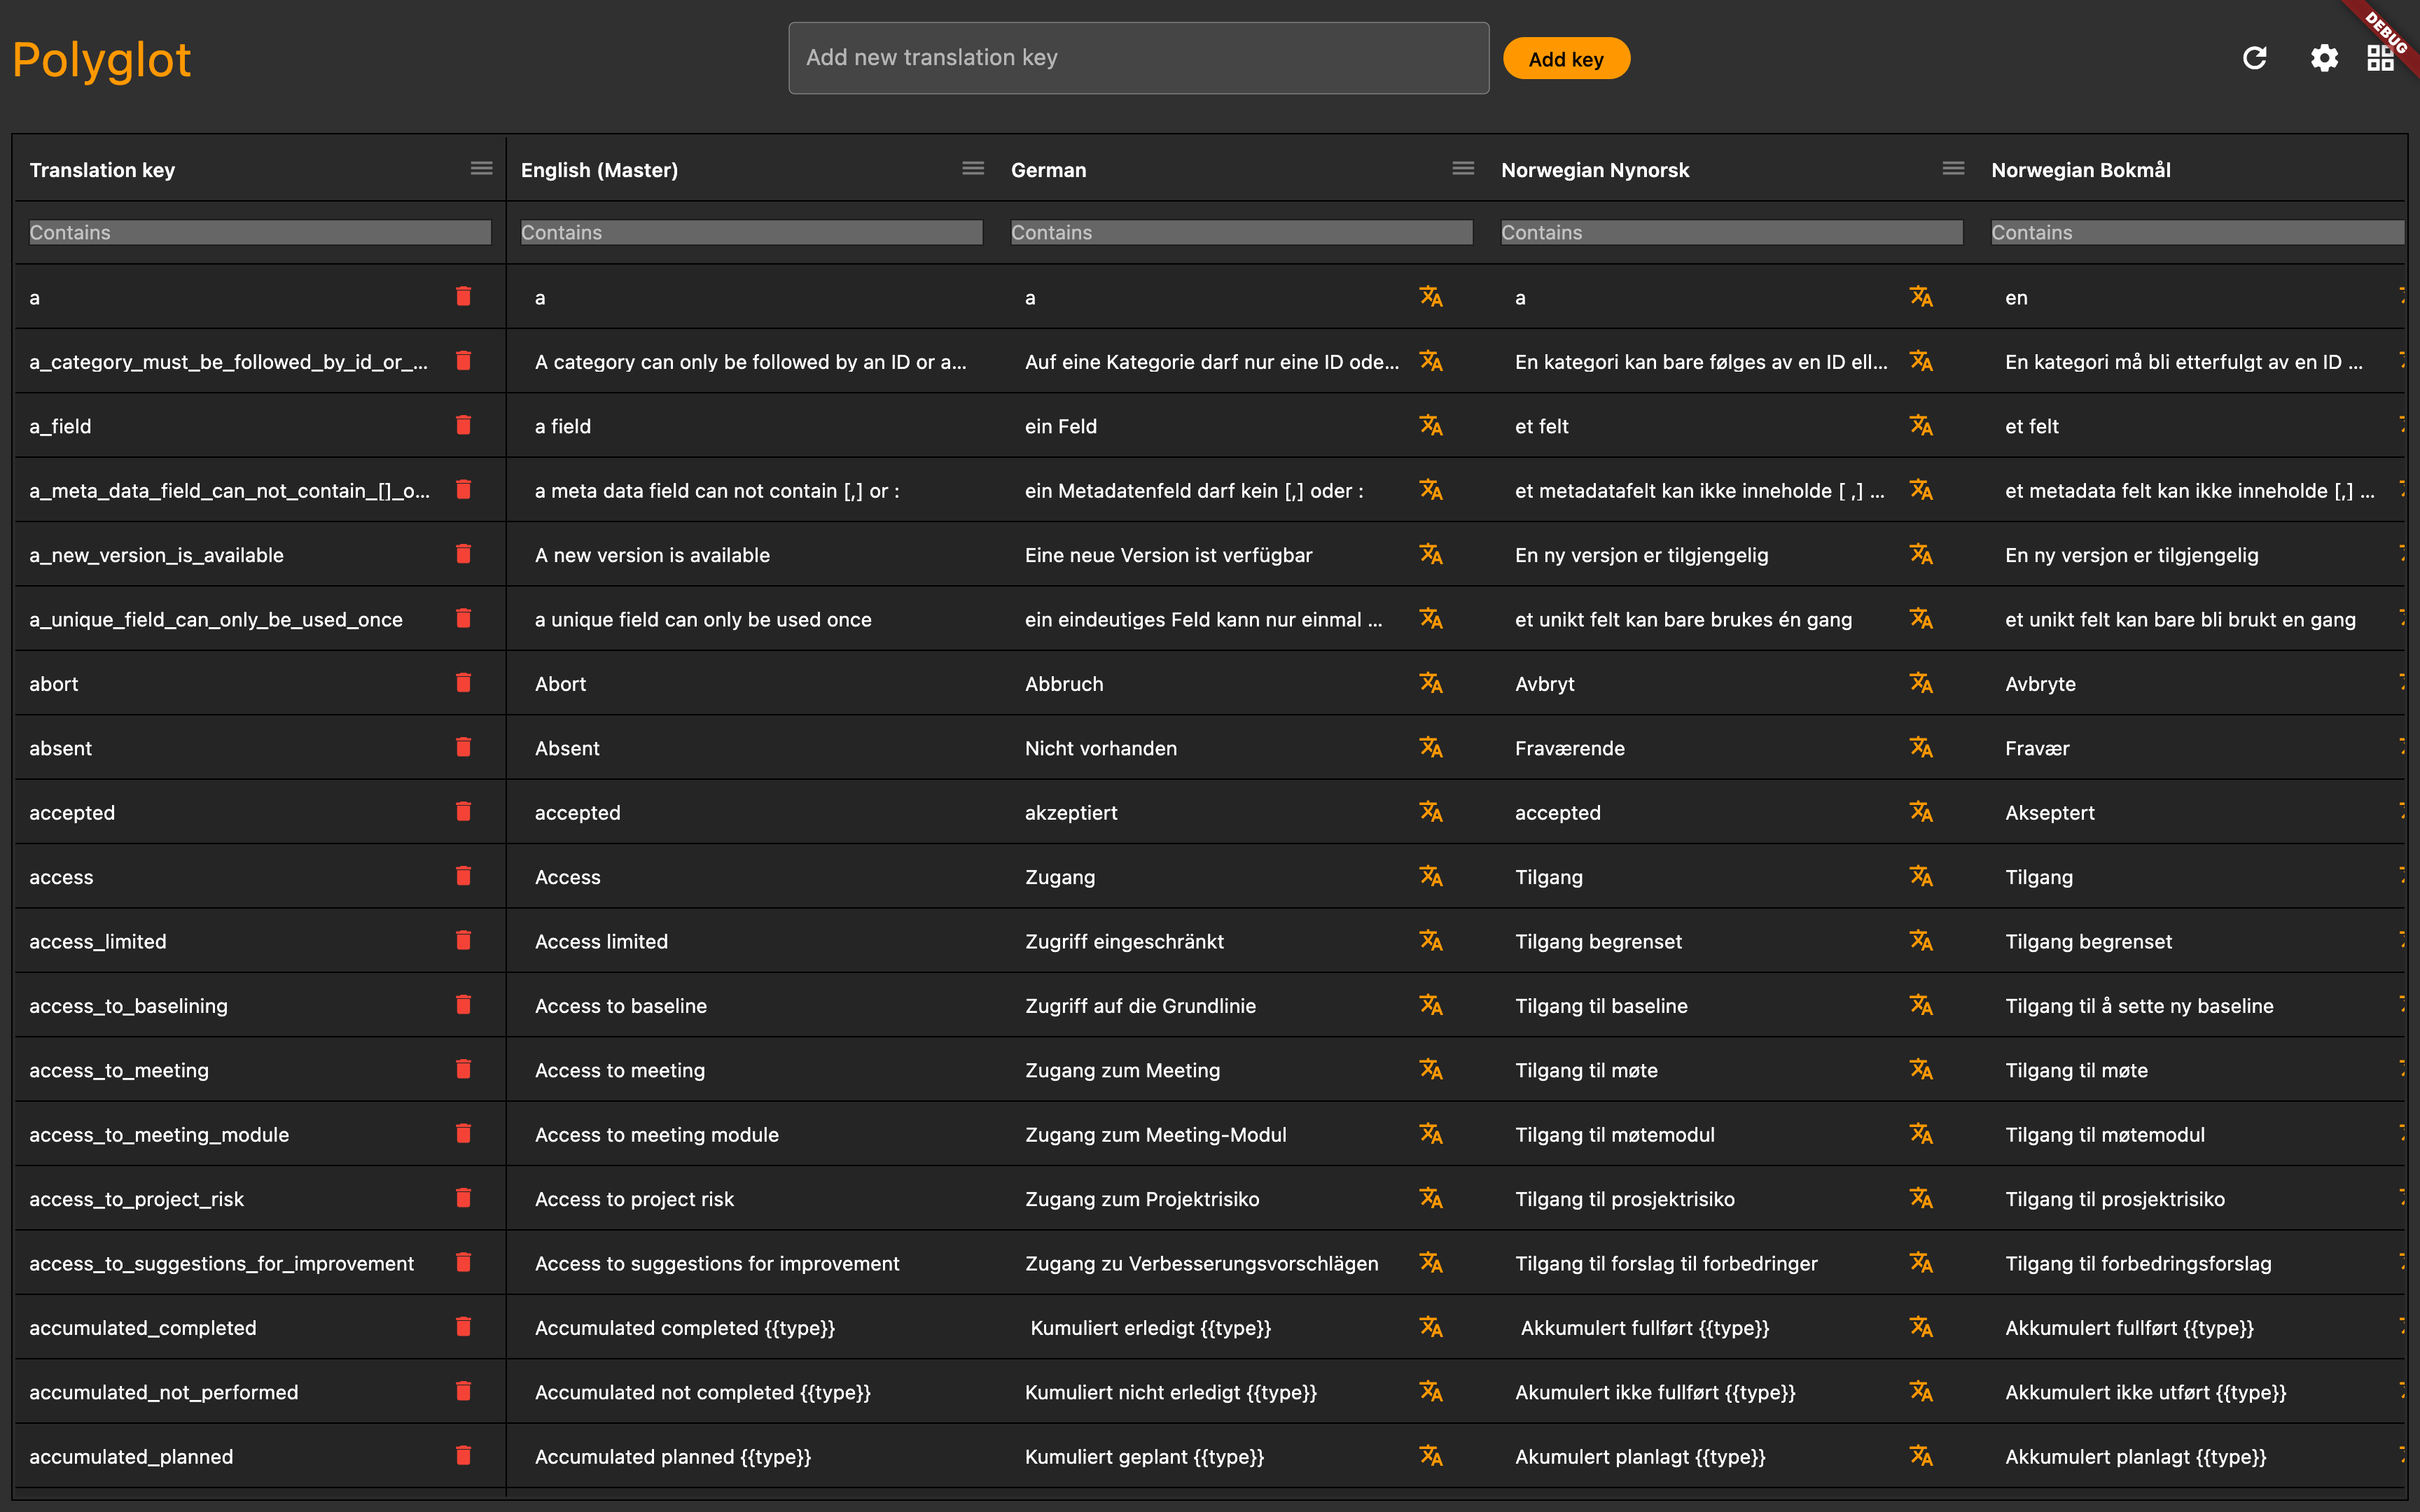 Polyglot
Add new translation key
Add key
DEBUG
Translation key English (Master) German Norwegian Nynorsk Norwegian Bokmål
Contains Contains Contains Contains Contains
a a a a en
a_category_must_be_followed_by_id_or_... A category can only be followed by an ID or a... Auf eine Kategorie darf nur eine ID ode... En kategori kan bare følges av en ID ell... En kategori må bli etterfulgt av en ID ...
a_field a field ein Feld et felt et felt
a_meta_data_field_can_not_contain_[]_o... a meta data field can not contain [,] or : ein Metadatenfeld darf kein [,] oder : et metadatafelt kan ikke inneholde [ ,] ... et metadata felt kan ikke inneholde [,] ...
a_new_version_is_available A new version is available Eine neue Version ist verfügbar En ny versjon er tilgjengelig En ny versjon er tilgjengelig
a_unique_field_can_only_be_used_once a unique field can only be used once ein eindeutiges Feld kann nur einmal ... et unikt felt kan bare brukes én gang et unikt felt kan bare bli brukt en gang
abort Abort Abbruch Avbryt Avbryte
absent Absent Nicht vorhanden Fraværende Fravær
accepted accepted akzeptiert accepted Akseptert
access Access Zugang Tilgang Tilgang
access_limited Access limited Zugriff eingeschränkt Tilgang begrenset Tilgang begrenset
access_to_baselining Access to baseline Zugriff auf die Grundlinie Tilgang til baseline Tilgang til å sette ny baseline
access_to_meeting Access to meeting Zugang zum Meeting Tilgang til møte Tilgang til møte
access_to_meeting_module Access to meeting module Zugang zum Meeting-Modul Tilgang til møtemodul Tilgang til møtemodul
access_to_project_risk Access to project risk Zugang zum Projektrisiko Tilgang til prosjektrisiko Tilgang til prosjektrisiko
access_to_suggestions_for_improvement Access to suggestions for improvement Zugang zu Verbesserungsvorschlägen Tilgang til forslag til forbedringer Tilgang til forbedringsforslag
accumulated_completed Accumulated completed {{type}} Kumuliert erledigt {{type}} Akkumulert fullført {{type}} Akkumulert fullført {{type}}
accumulated_not_performed Accumulated not completed {{type}} Kumuliert nicht erledigt {{type}} Akumulert ikke fullført {{type}} Akkumulert ikke utført {{type}}
accumulated_planned Accumulated planned {{type}} Kumuliert geplant {{type}} Akumulert planlagt {{type}} Akkumulert planlagt {{type}}